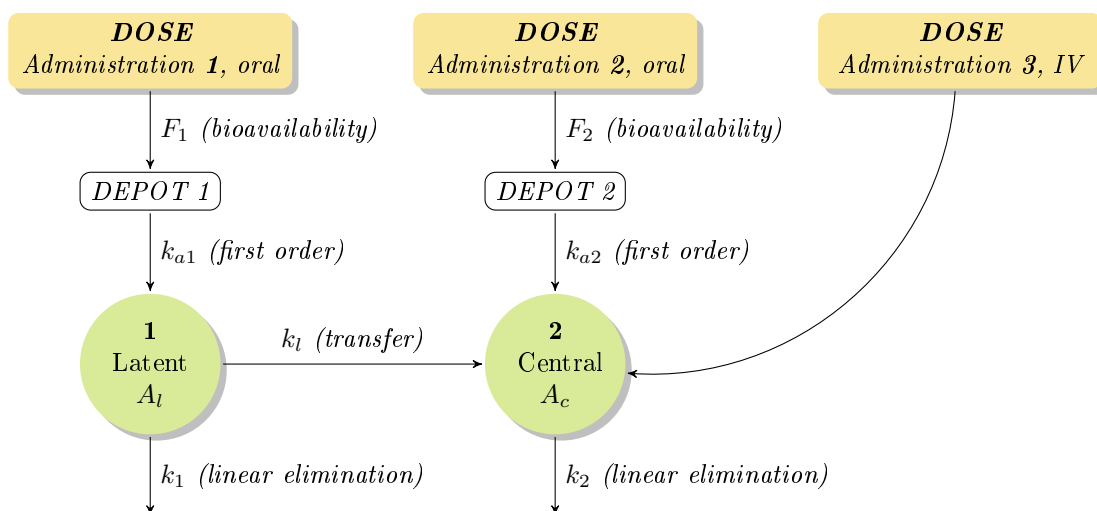 DOSE
Administration 1, oral
DOSE
Administration 2, oral
DOSE
Administration 3, IV
F₁ (bioavailability)
F₂ (bioavailability)
DEPOT 1
DEPOT 2
kₐ₁ (first order)
kₐ₂ (first order)
1
Latent
Aₗ
kₗ (transfer)
2
Central
A_c
k₁ (linear elimination)
k₂ (linear elimination)